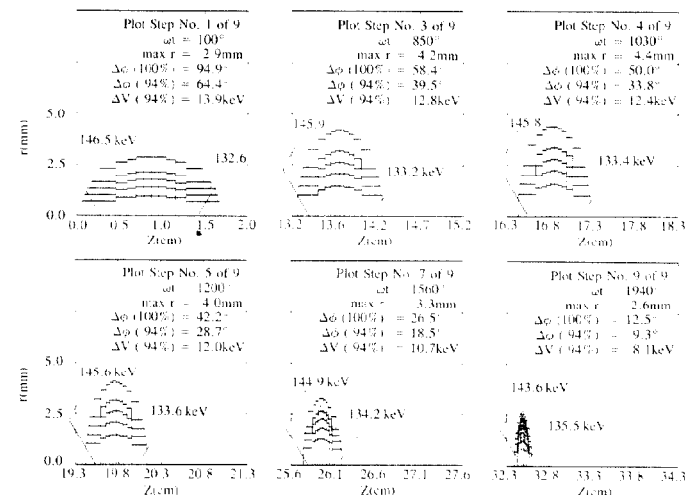 Plot Step No. 1 of 9
ωt = 100°
max r = 2.9mm
Δφ (100%) = 94.9°
Δφ ( 94%) = 64.4°
ΔV ( 94%) = 13.9keV
146.5 keV
132.6
r(mm)
5.0
2.5
0.0
0.0 0.5 1.0 1.5 2.0
Z(cm)
Plot Step No. 3 of 9
ωt = 850°
max r = 4.2mm
Δφ (100%) = 58.4°
Δφ ( 94%) = 39.5°
ΔV ( 94%) 12.8keV
145.9
133.2 keV
13.2 13.6 14.2 14.7 15.2
Z(cm)
Plot Step No. 4 of 9
ωt = 1030°
max r = 4.4mm
Δφ (100%) = 50.0°
Δφ ( 94%) = 33.8°
ΔV ( 94%) = 12.4keV
145.8
133.4 keV
16.3 16.8 17.3 17.8 18.3
Z(cm)
Plot Step No. 5 of 9
ωt 1200°
max r = 4.0mm
Δφ (100%) = 42.2°
Δφ ( 94%) = 28.7°
ΔV ( 94%) = 12.0keV
145.6 keV
133.6 keV
r(mm)
5.0
2.5
0.0
19.3 19.8 20.3 20.8 21.3
Z(cm)
Plot Step No. 7 of 9
ωt 1560°
max r 3.3mm
Δφ (100%) = 26.5°
Δφ ( 94%) = 18.5°
ΔV ( 94%) = 10.7keV
144.9 keV
134.2 keV
25.6 26.1 26.6 27.1 27.6
Z(cm)
Plot Step No. 9 of 9
ωt 1940°
max r 2.6mm
Δφ (100%) 12.5°
Δφ ( 94%) = 9.3°
ΔV ( 94%) 8.1keV
143.6 keV
135.5 keV
32.3 32.8 33.3 33.8 34.3
Z(cm)